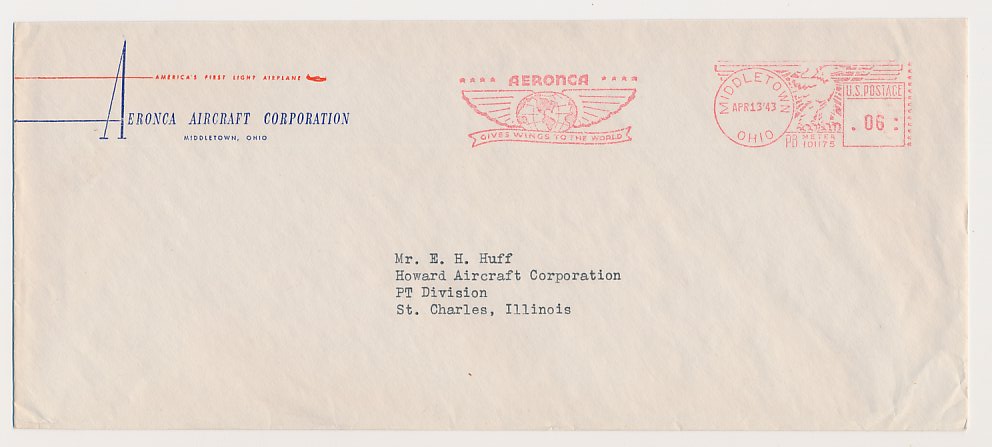 AMERICA'S FIRST LIGHT AIRPLANE
AERONCA AIRCRAFT CORPORATION
MIDDLETOWN, OHIO
AERONCA
GIVES WINGS TO THE WORLD
MIDDLETOWN
APR 13 '43
OHIO
U.S. POSTAGE
.06:
PB METER
101175
Mr. E. H. Huff
Howard Aircraft Corporation
PT Division
St. Charles, Illinois